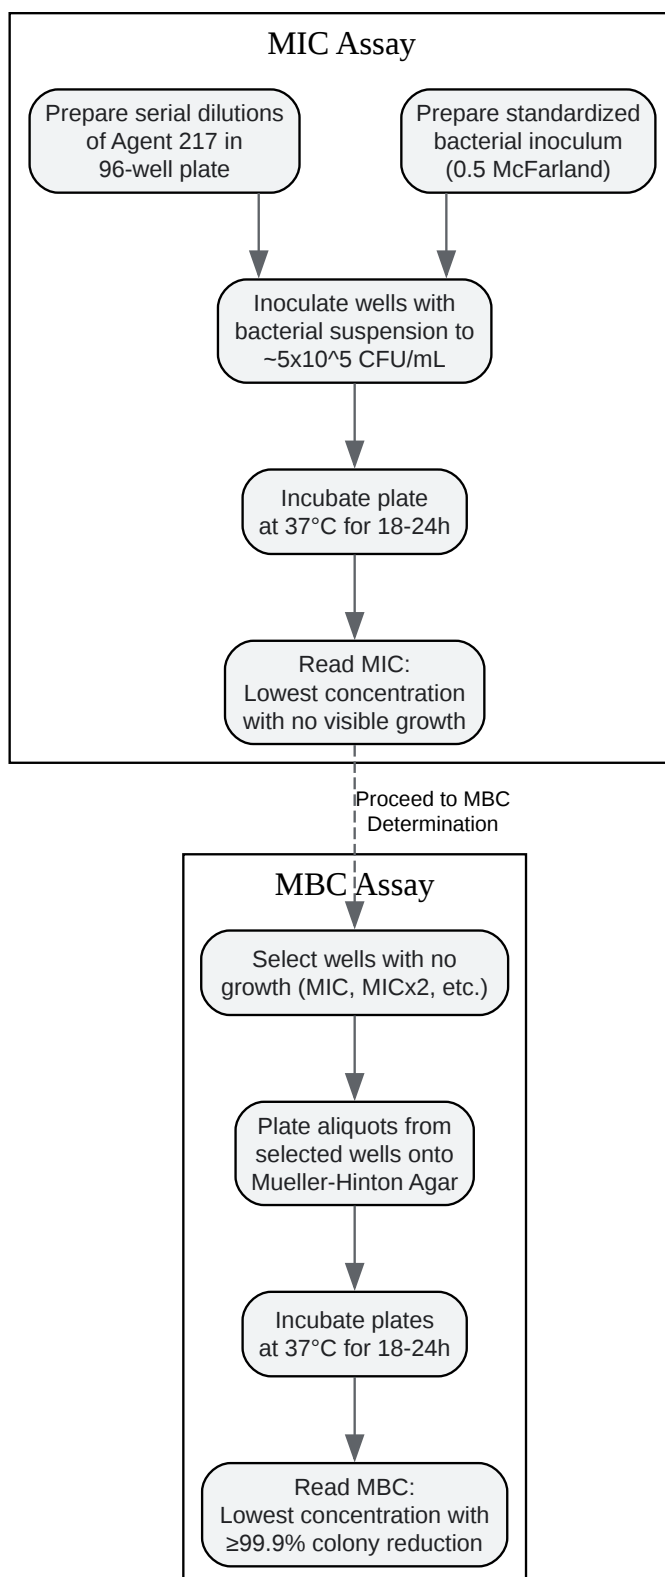 MIC Assay
Prepare serial dilutions
of Agent 217 in
96-well plate
Prepare standardized
bacterial inoculum
(0.5 McFarland)
Inoculate wells with
bacterial suspension to
~5x10^5 CFU/mL
Incubate plate
at 37°C for 18-24h
Read MIC:
Lowest concentration
with no visible growth
Proceed to MBC
Determination
MBC Assay
Select wells with no
growth (MIC, MICx2, etc.)
Plate aliquots from
selected wells onto
Mueller-Hinton Agar
Incubate plates
at 37°C for 18-24h
Read MBC:
Lowest concentration with
≥99.9% colony reduction